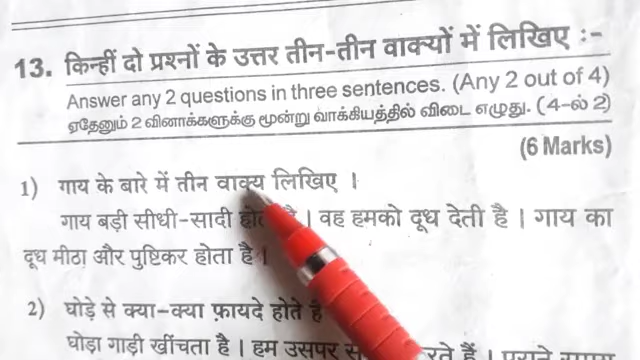 13. किन्हीं दो प्रश्नों के उत्तर तीन-तीन वाक्यों में लिखिए :-
Answer any 2 questions in three sentences. (Any 2 out of 4)
ஏதேனும் 2 வினாக்களுக்கு மூன்று வாக்கியத்தில் விடை எழுது. (4-ல் 2)
(6 Marks)
1) गाय के बारे में तीन वाक्य लिखिए ।
गाय बड़ी सीधी-सादी है । वह हमको दूध देती है । गाय का
दूध मीठा और पुष्टिकर होता है ।
2) घोड़े से क्या-क्या फ़ायदे होते
घोड़ा गाड़ी खींचता है । हम उसपर करते हैं ।